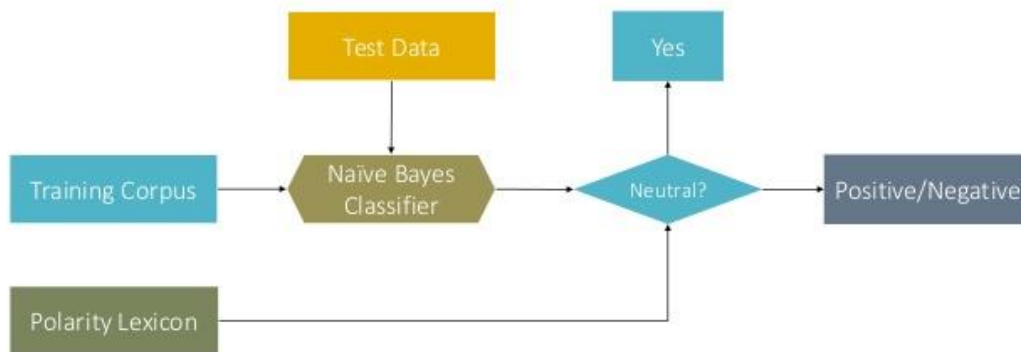 Test Data
Yes
Training Corpus
Naïve Bayes
Classifier
Neutral?
Positive/Negative
Polarity Lexicon